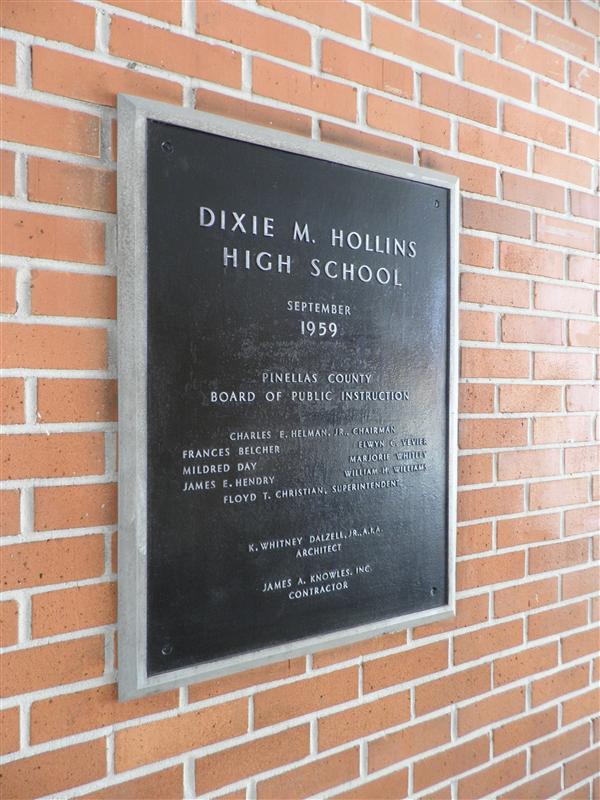 DIXIE M. HOLLINS
HIGH SCHOOL
SEPTEMBER
1959
PINELLAS COUNTY
BOARD OF PUBLIC INSTRUCTION
CHARLES E. HELMAN, JR., CHAIRMAN
FRANCES BELCHER ELWYN C.
MILDRED DAY MARJORIE WHITLEY
JAMES E. HENDRY WILLIAM H. WILLIAMS
FLOYD T. CHRISTIAN, SUPERINTENDENT
K. WHITNEY DALZELL, JR., A.I.A.
ARCHITECT
JAMES A. KNOWLES, INC.
CONTRACTOR